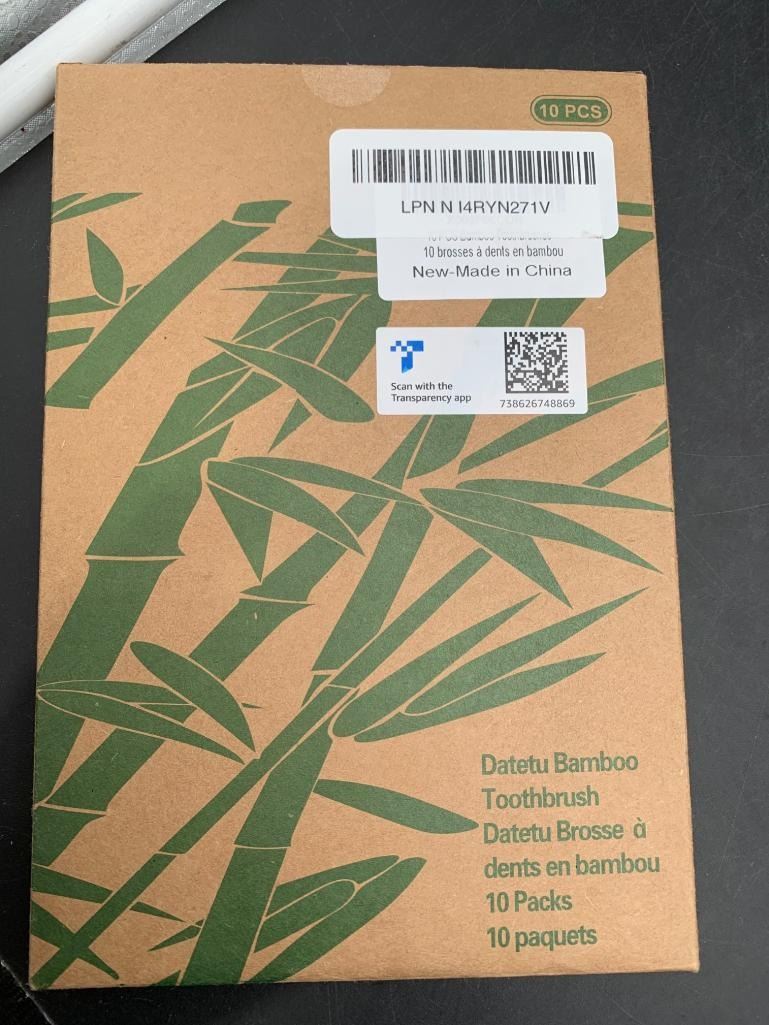 10 PCS
LPN N I4RYN271V
10 brosses à dents en bambou
New-Made in China
Scan with the
Transparency app
738626748869
Datetu Bamboo
Toothbrush
Datetu Brosse à
dents en bambou
10 Packs
10 paquets